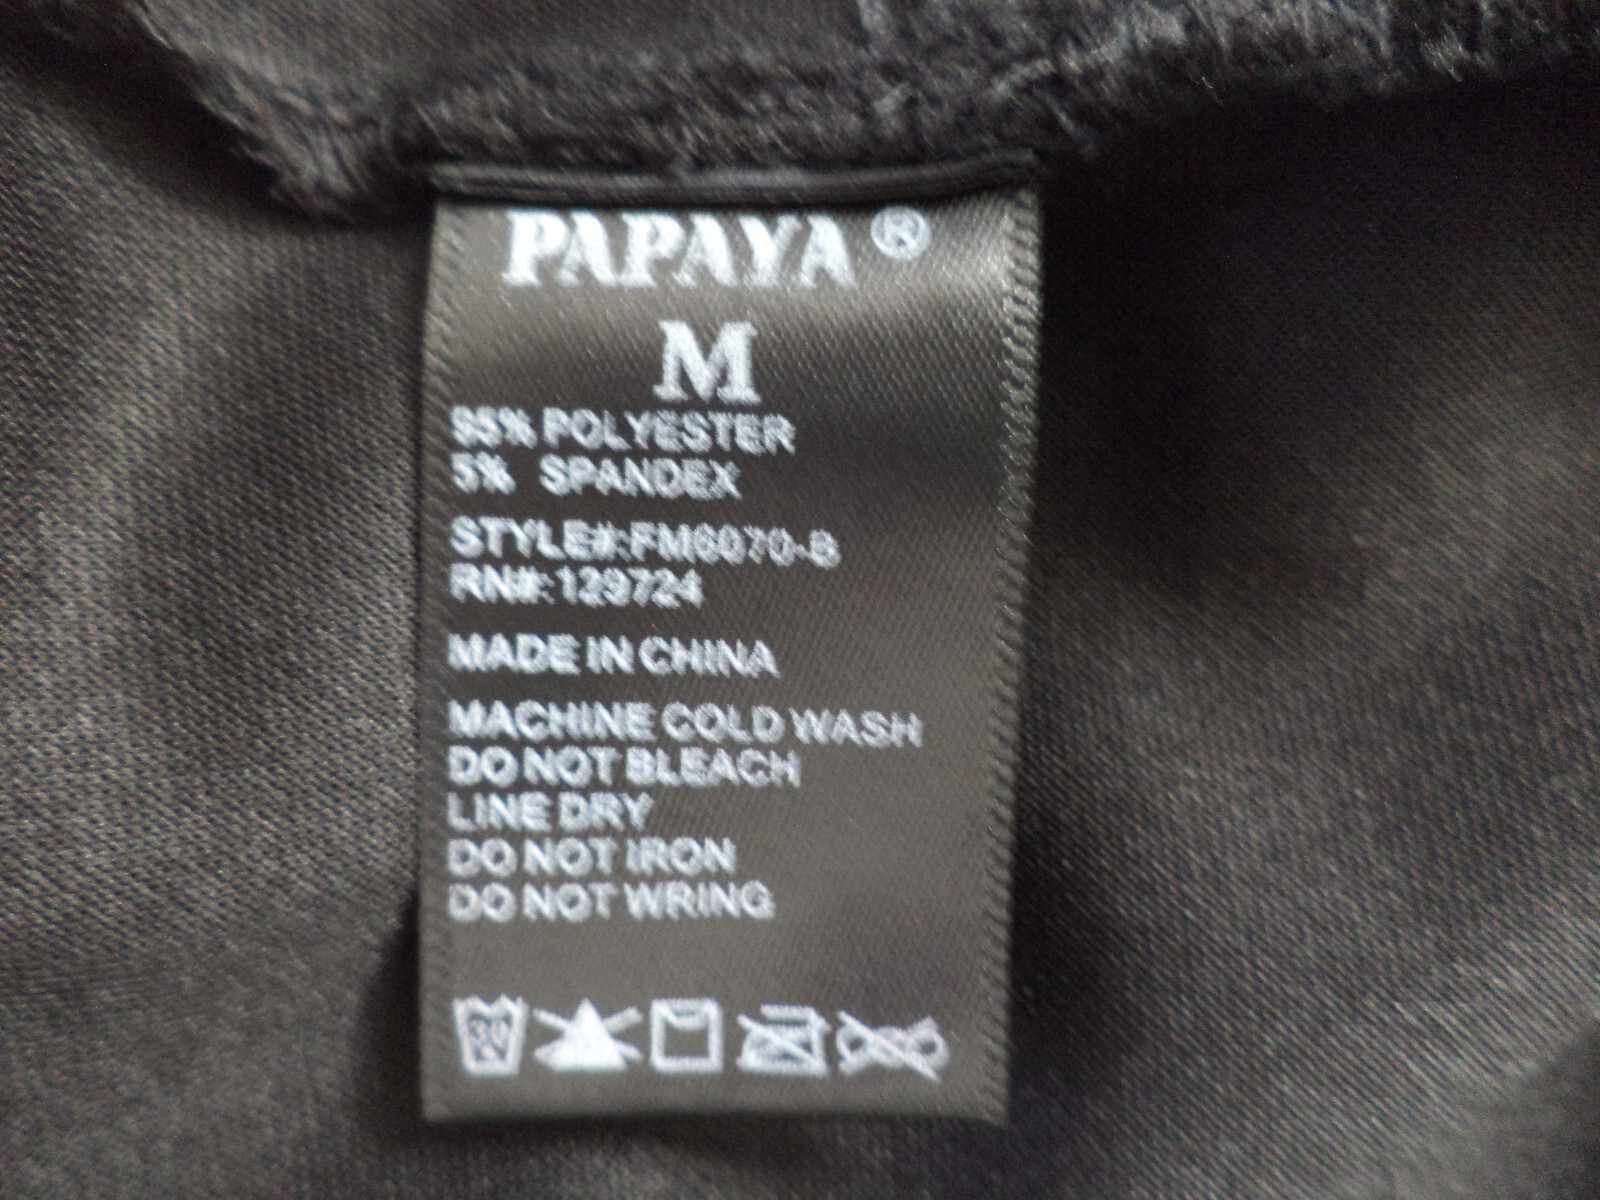 PAPAYA ®
M
95% POLYESTER
5% SPANDEX
STYLE#:FM6070-B
RN#:129724
MADE IN CHINA
MACHINE COLD WASH
DO NOT BLEACH
LINE DRY
DO NOT IRON
DO NOT WRING
30